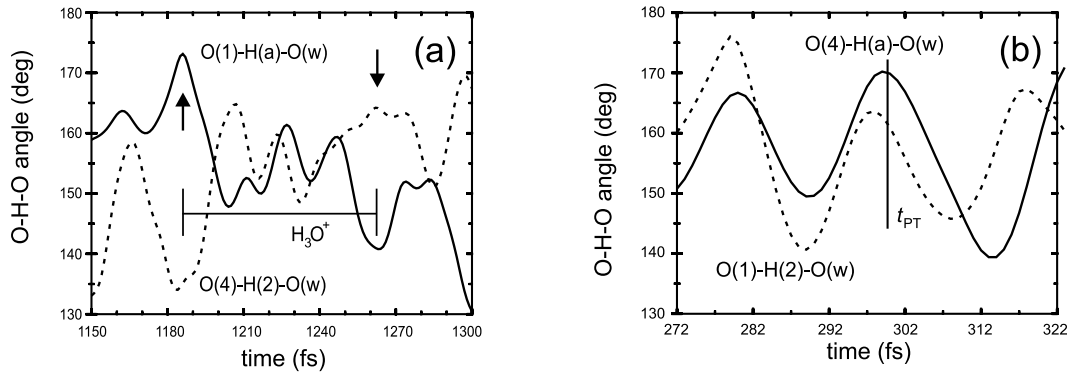 180
170
160
150
140
130
O-H-O angle (deg)
O(1)-H(a)-O(w)
(a)
H₃O⁺
O(4)-H(2)-O(w)
1150
1180
1210
1240
1270
1300
time (fs)
180
170
160
150
140
130
O-H-O angle (deg)
O(4)-H(a)-O(w)
(b)
tPT
O(1)-H(2)-O(w)
272
282
292
302
312
322
time (fs)